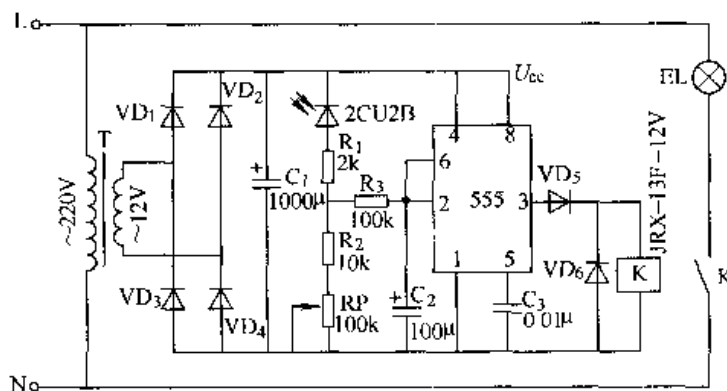 L
N
T
~220V
~12V
VD₁
VD₂
VD₃
VD₄
C₁
1000μ
+
2CU2B
R₁
2k
R₂
10k
RP
100k
R₃
100k
C₂
100μ
+
4
8
6
2
555
3
1
5
U_cc
C₃
0.01μ
VD₅
VD₆
K
JRX-13F-12V
EL
K